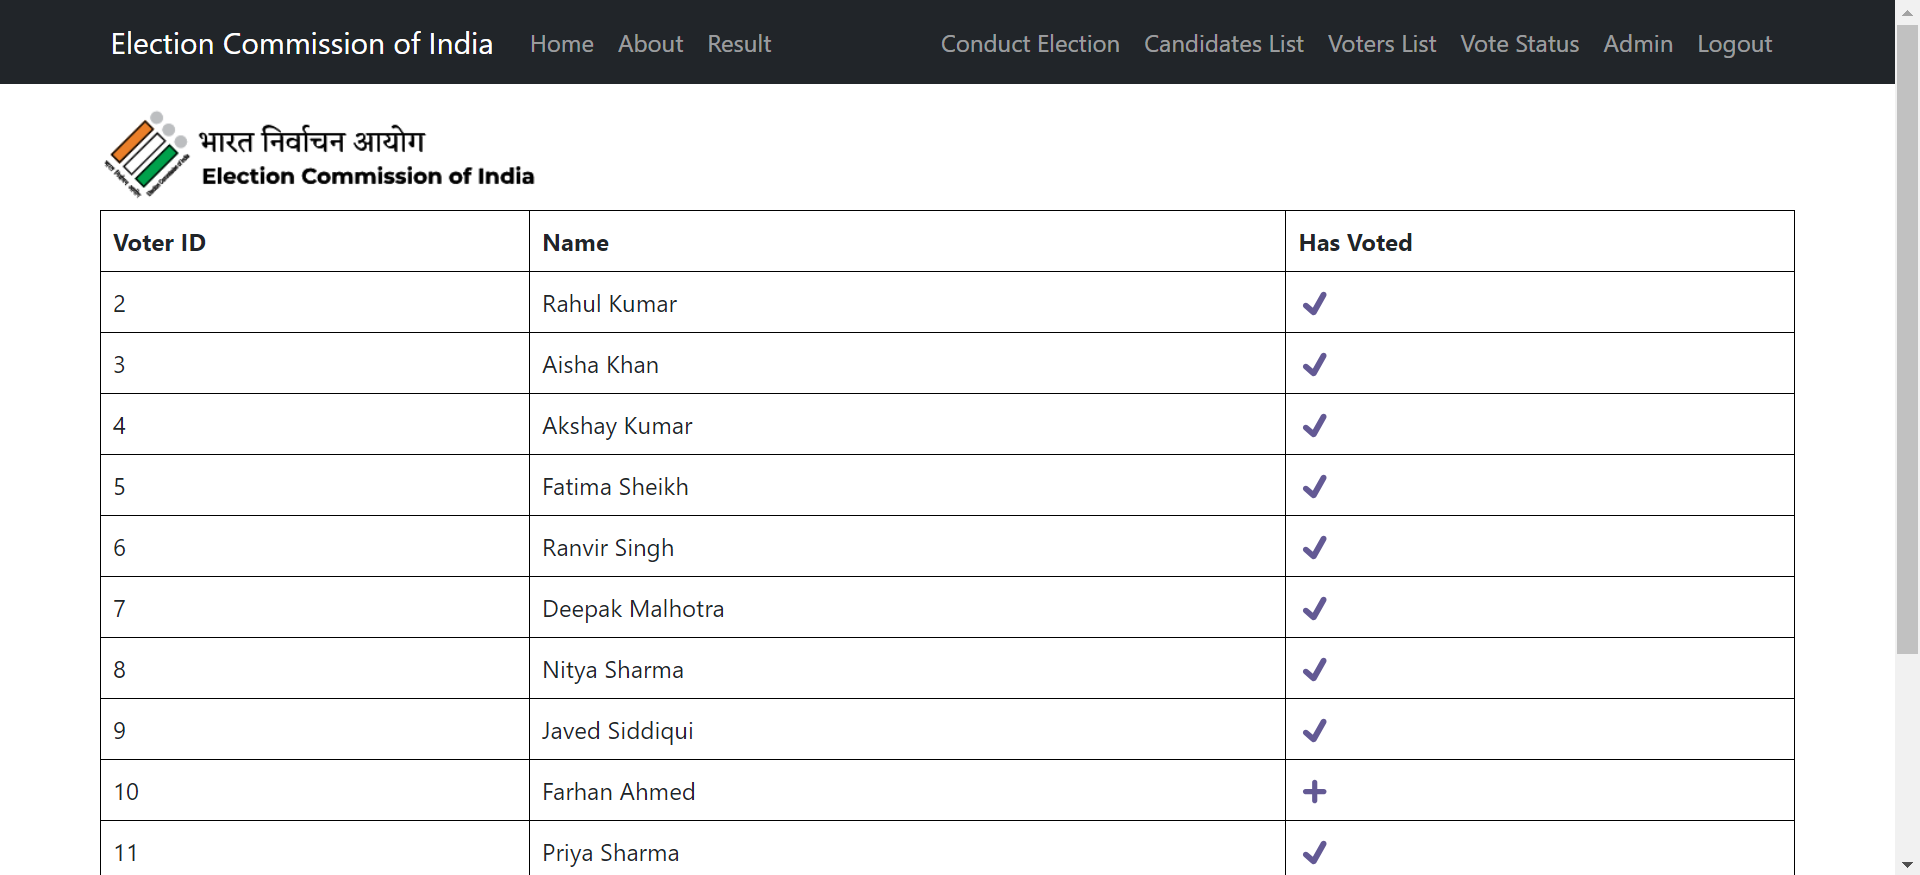 Election Commission of India Home About Result Conduct Election Candidates List Voters List Vote Status Admin Logout
भारत निर्वाचन आयोग
Election Commission of India
Voter ID Name Has Voted
2 Rahul Kumar
3 Aisha Khan
4 Akshay Kumar
5 Fatima Sheikh
6 Ranvir Singh
7 Deepak Malhotra
8 Nitya Sharma
9 Javed Siddiqui
10 Farhan Ahmed
11 Priya Sharma